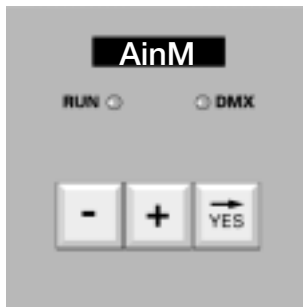 AinM
RUN DMX
- + YES